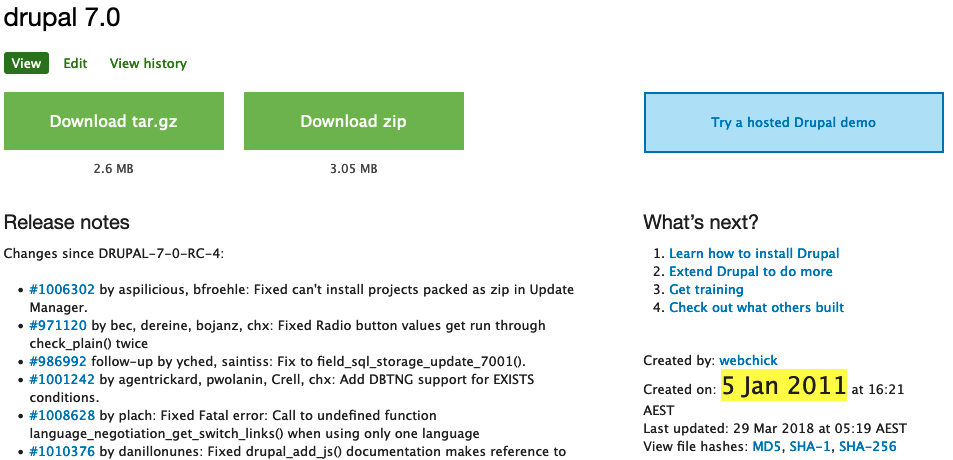 drupal 7.0
View Edit View history
Download tar.gz Download zip Try a hosted Drupal demo
2.6 MB 3.05 MB
Release notes
Changes since DRUPAL-7-0-RC-4:
• #1006302 by aspilicious, bfroehle: Fixed can't install projects packed as zip in Update
Manager.
• #971120 by bec, dereine, bojanz, chx: Fixed Radio button values get run through
check_plain() twice
• #986992 follow-up by yched, saintiss: Fix to field_sql_storage_update_7001().
• #1001242 by agentrickard, pwolanin, Crell, chx: Add DBTNG support for EXISTS
conditions.
• #1008628 by plach: Fixed Fatal error: Call to undefined function
language_negotiation_get_switch_links() when using only one language
• #1010376 by danillonunes: Fixed drupal_add_js() documentation makes reference to
What's next?
1. Learn how to install Drupal
2. Extend Drupal to do more
3. Get training
4. Check out what others built
Created by: webchick
Created on: 5 Jan 2011 at 16:21
AEST
Last updated: 29 Mar 2018 at 05:19 AEST
View file hashes: MD5, SHA-1, SHA-256